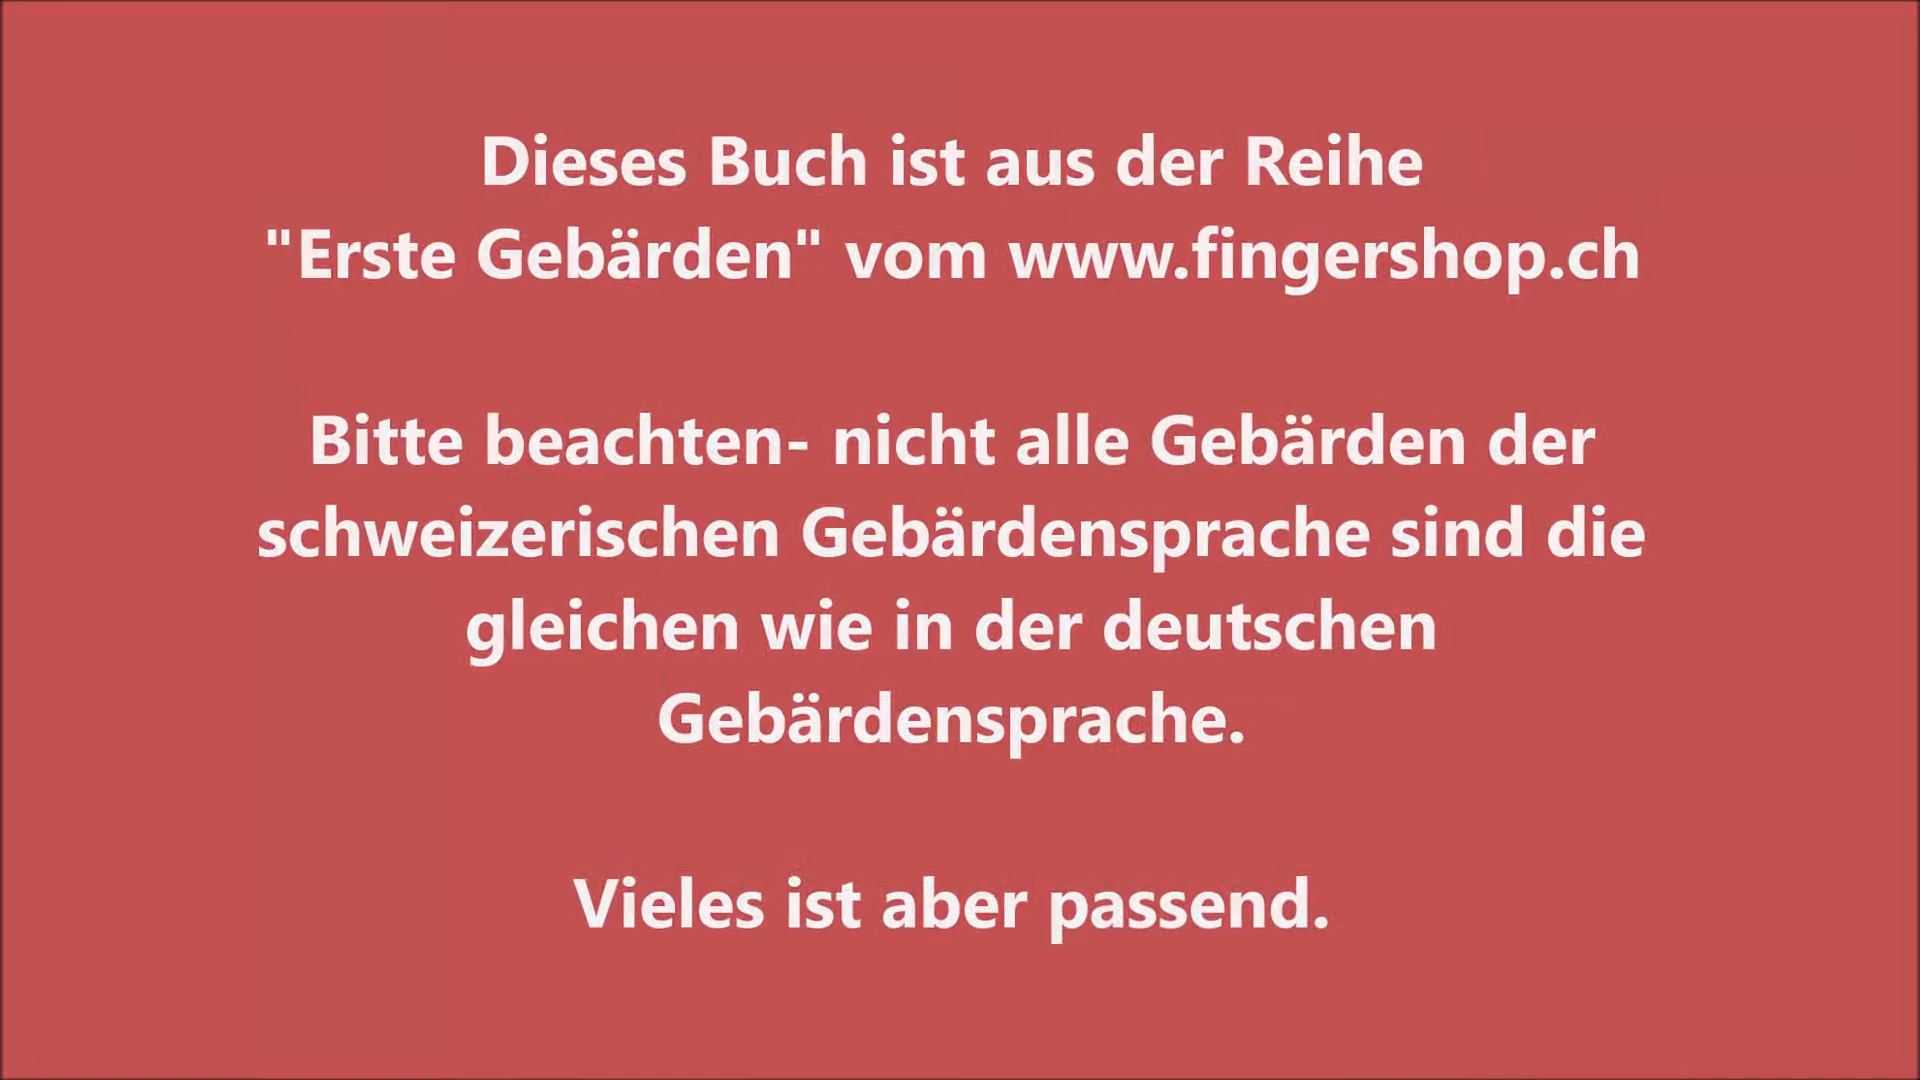 Dieses Buch ist aus der Reihe
"Erste Gebärden" vom www.fingershop.ch
Bitte beachten- nicht alle Gebärden der
schweizerischen Gebärdensprache sind die
gleichen wie in der deutschen
Gebärdensprache.
Vieles ist aber passend.